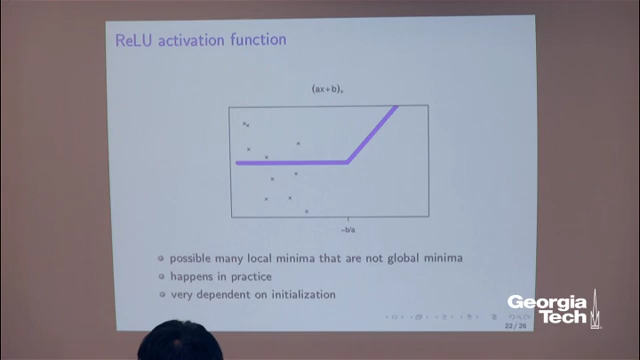 ReLU activation function
(ax+b)₊
−b/a
possible many local minima that are not global minima
happens in practice
very dependent on initialization
Georgia
Tech
22 / 26